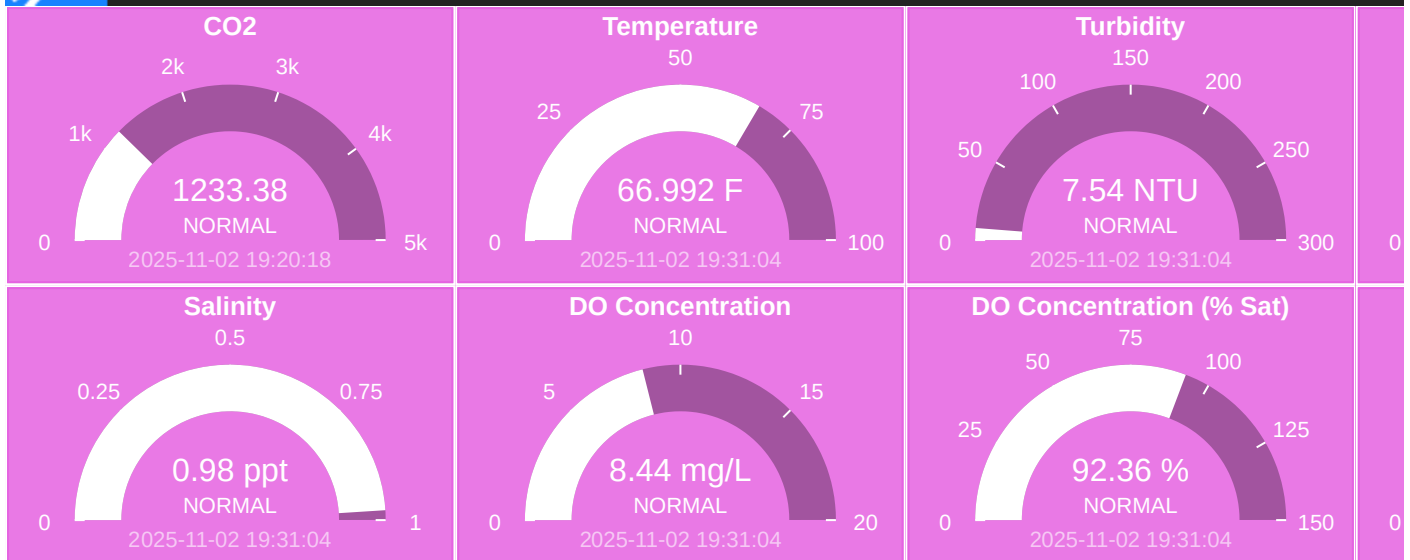 CO2
2k
3k
1k
4k
1233.38
NORMAL
0
5k
2025-11-02 19:20:18
Temperature
50
25
75
66.992 F
NORMAL
0
100
2025-11-02 19:31:04
Turbidity
150
100
200
50
250
7.54 NTU
NORMAL
0
300
2025-11-02 19:31:04
0
Salinity
0.5
0.25
0.75
0.98 ppt
NORMAL
0
1
2025-11-02 19:31:04
DO Concentration
10
5
15
8.44 mg/L
NORMAL
0
20
2025-11-02 19:31:04
DO Concentration (% Sat)
75
50
100
25
125
92.36 %
NORMAL
0
150
2025-11-02 19:31:04
0